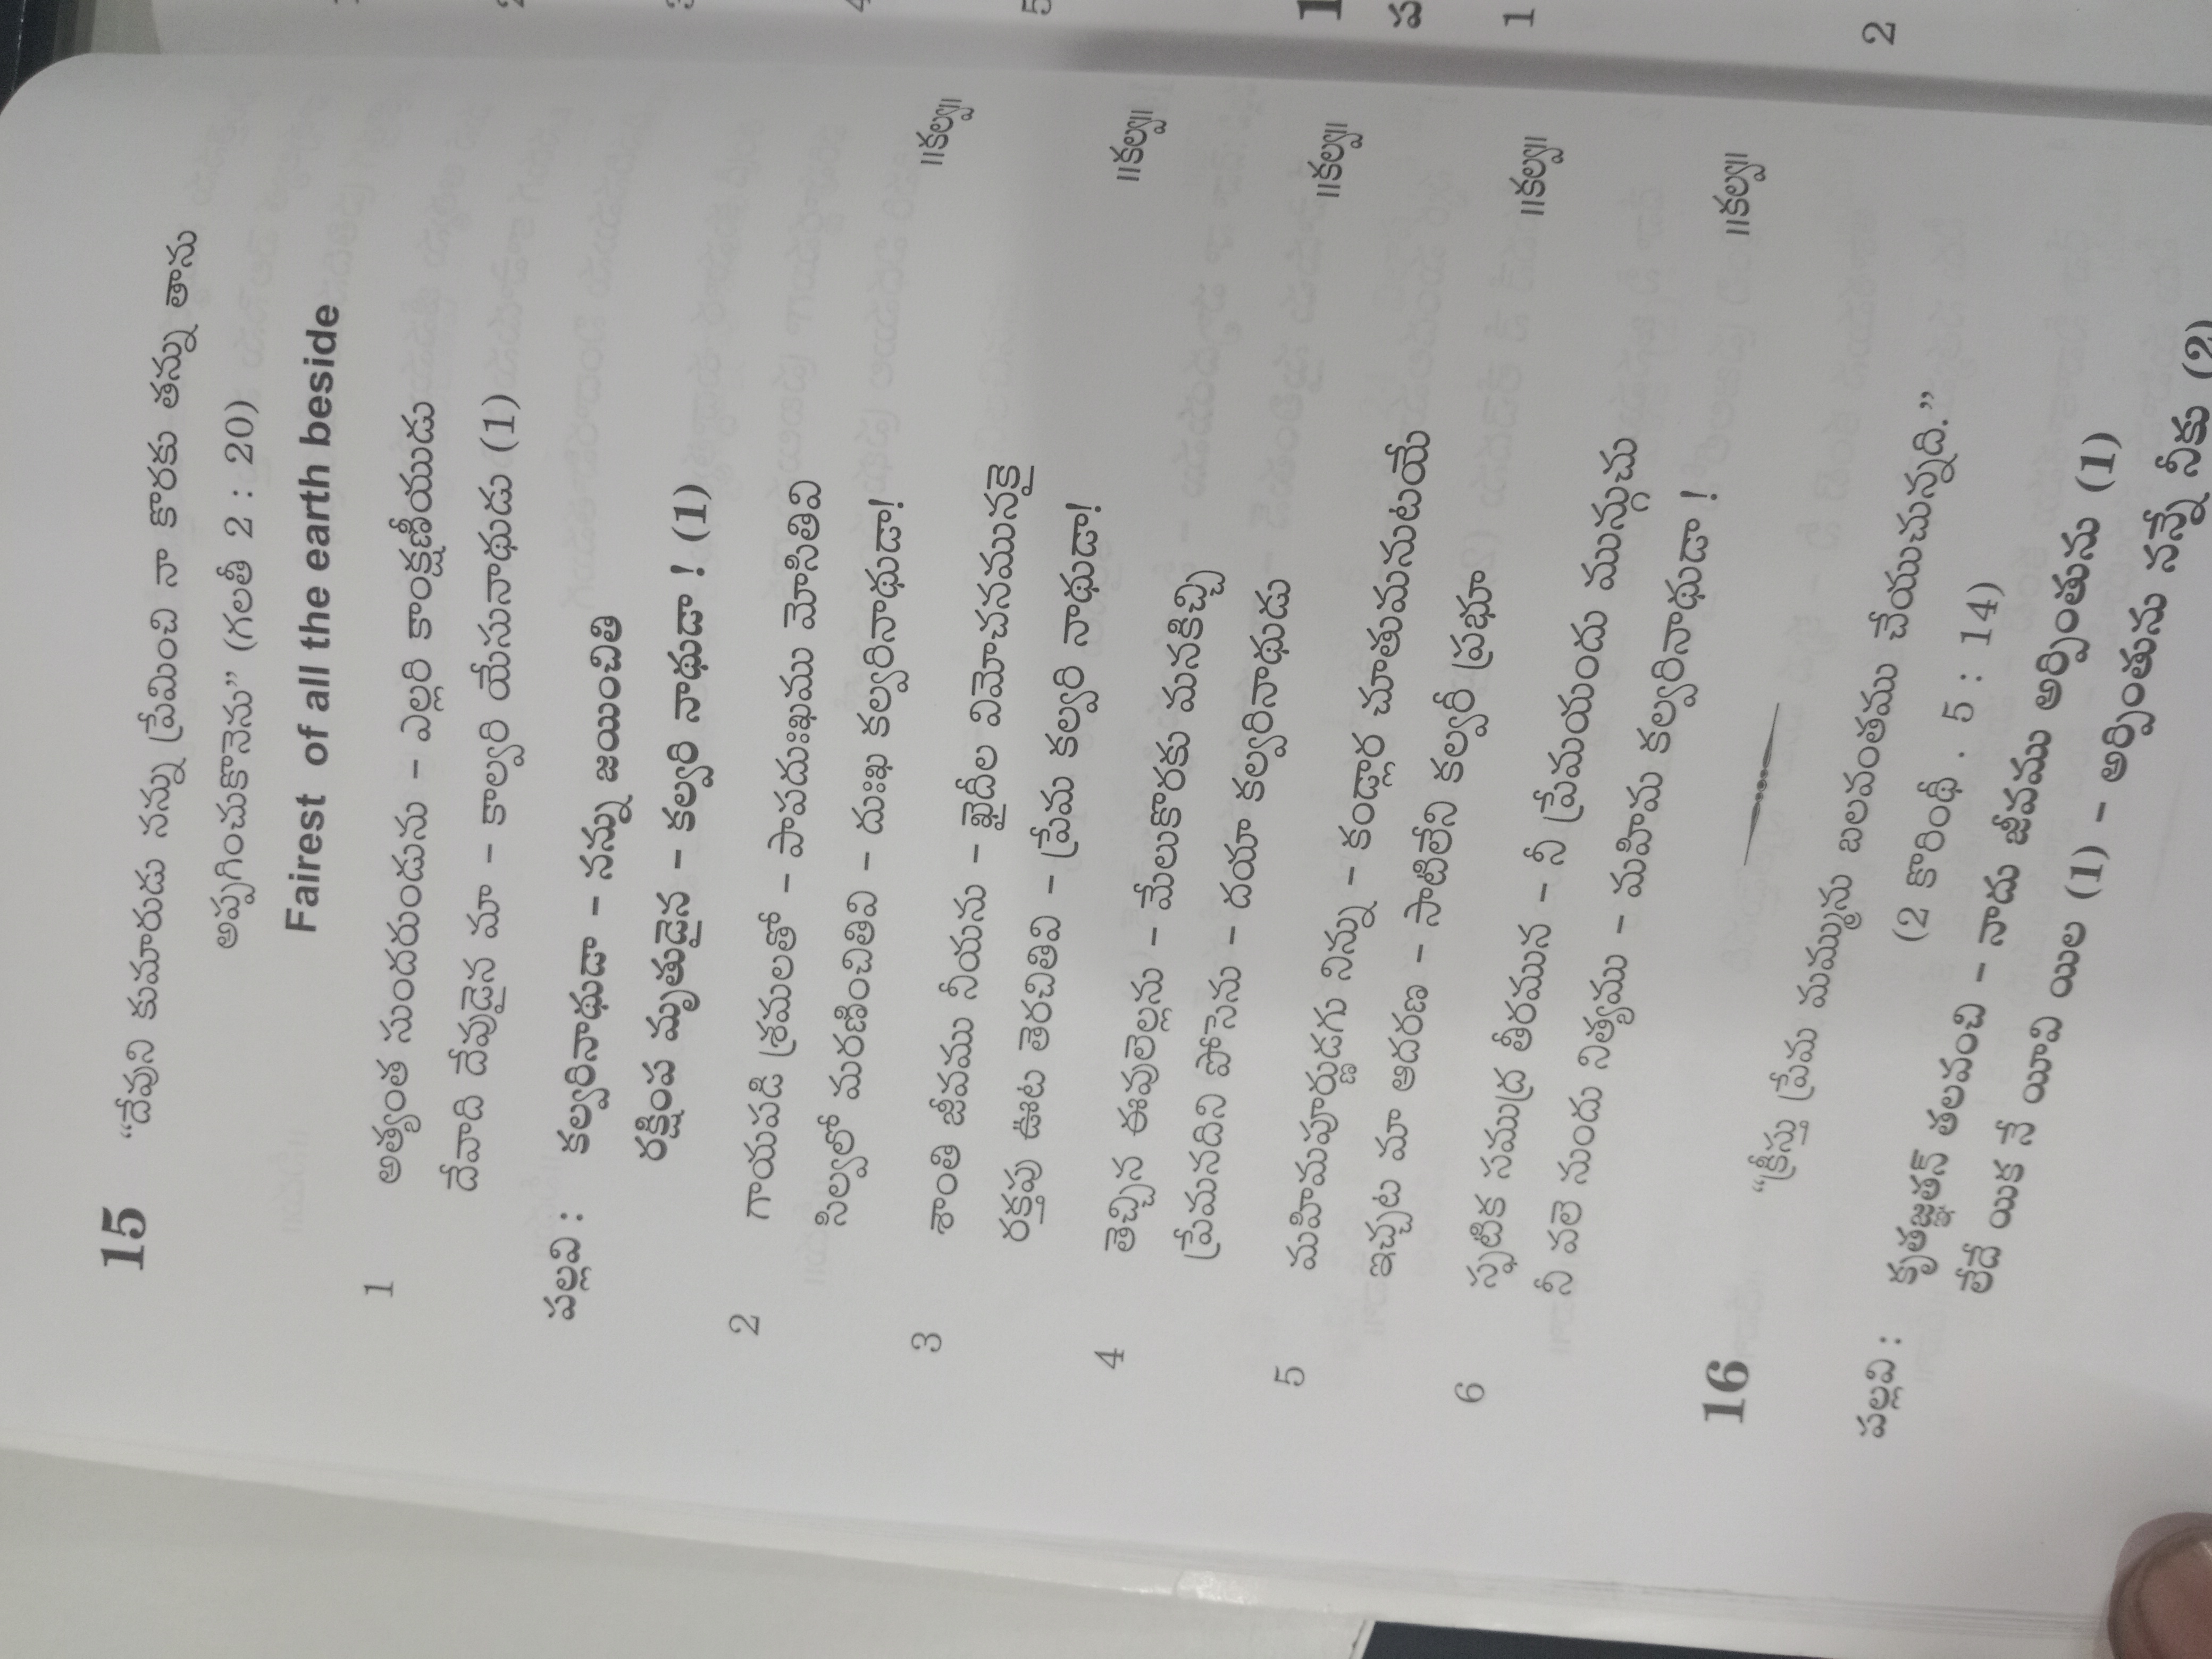 15 “దేవుని కుమారుడు నన్ను ప్రేమించి నా కొరకు తన్ను తాను
అప్పగించుకొనెను” (గలతీ 2 : 20)
Fairest of all the earth beside
1 అత్యంత సుందరుండును – ఎల్లరి కాంక్షణీయుడు
దేవాది దేవుడైన మా – కాల్వరి యేసునాథుడు (1)
పల్లవి : కల్వరినాథుడా – నన్ను జయించితి
రక్షింప మృతుడైన – కల్వరి నాథుడా ! (1)
2 గాయపడి శ్రమలతో – పాపదుఃఖము మోసితివి
సిల్వలో మరణించితివి – దుఃఖ కల్వరినాథుడా!
॥కల్వ॥
3 శాంతి జీవము నీయను – ఖైదీల విమోచనమునకై
రక్తపు ఊట తెరచితివి – ప్రేమ కల్వరి నాథుడా!
॥కల్వ॥
4 తెచ్చిన ఈవులెల్లను – మేలుకొరకు మనకిచ్చి
ప్రేమనదిని పోసెను – దయా కల్వరినాథుడు
॥కల్వ॥
5 మహిమపూర్ణుడగు నిన్ను – కండ్లార చూతుమనుటయే
ఇచ్చట మా ఆదరణ – సాటిలేని కల్వరీ ప్రభూ
॥కల్వ॥
6 స్ఫటిక సముద్ర తీరమున – నీ ప్రేమయందు మున్గుచు
నీ వలె నుందు నిత్యము – మహిమ కల్వరినాథుడా !
॥కల్వ॥
16 “క్రీస్తు ప్రేమ మమ్మును బలవంతము చేయుచున్నది.”
(2 కొరింథీ . 5 : 14)
పల్లవి : కృతజ్ఞతన్ తలవంచి – నాదు జీవము అర్పింతును (1)
లేదే యిక నే యీవి యిల (1) – అర్పింతును నన్నే నీకు (2)
1
2